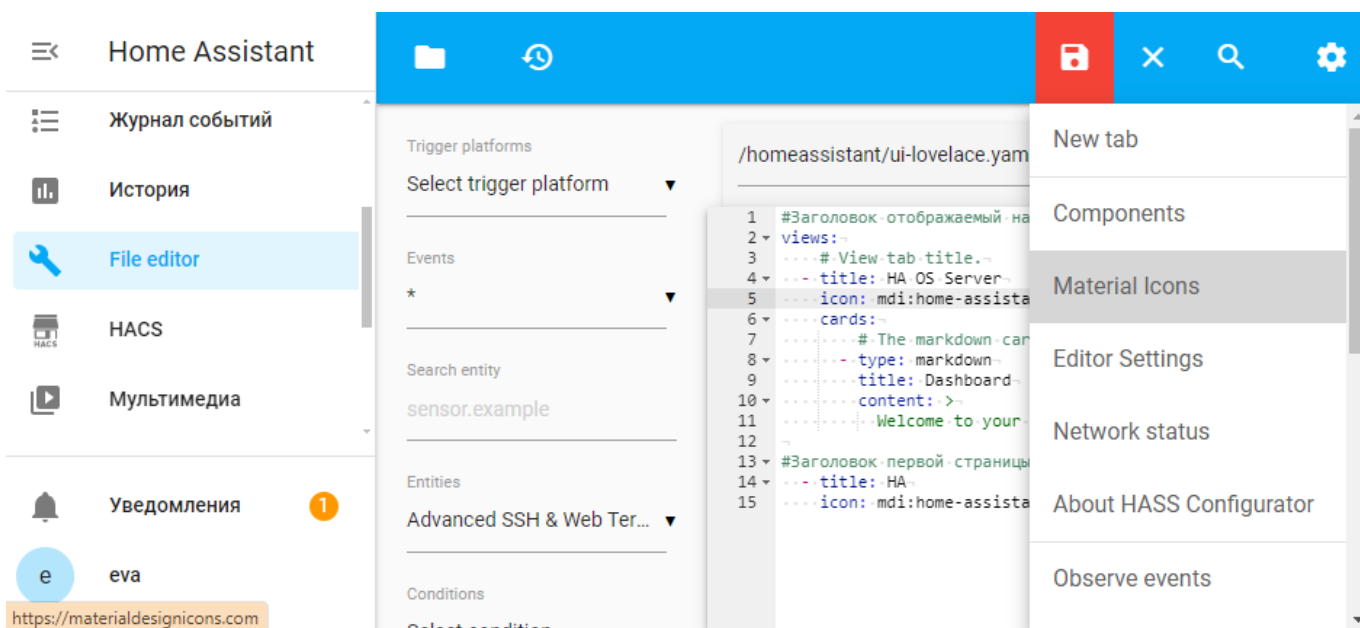 Home Assistant
Журнал событий
История
File editor
HACS
HACS
Мультимедиа
Уведомления
1
e
eva
https://materialdesignicons.com
Trigger platforms
Select trigger platform
Events
*
Search entity
sensor.example
Entities
Advanced SSH & Web Ter...
Conditions
/homeassistant/ui-lovelace.yam
1 #Заголовок отображаемый на
2 views:
3 # View tab title.
4 - title: HA OS Server
5 icon: mdi:home-assista
6 cards:
7 # The markdown car
8 - type: markdown
9 title: Dashboard
10 content: >
11 Welcome to your
12
13 #Заголовок первой страницы
14 - title: HA
15 icon: mdi:home-assista
New tab
Components
Material Icons
Editor Settings
Network status
About HASS Configurator
Observe events